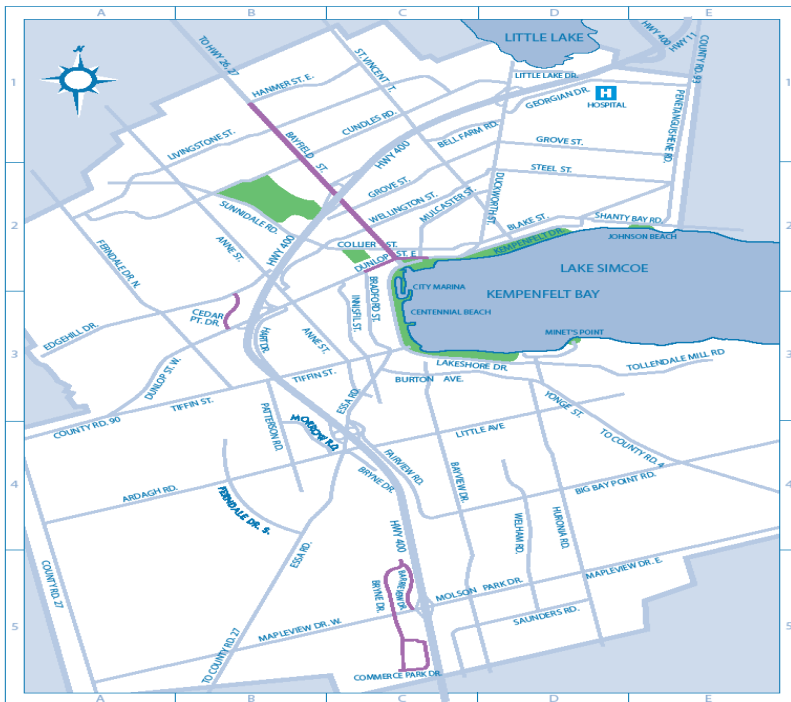 A B C D E
N
LITTLE LAKE
TO HWY 26,27
ST. VINCENT ST.
HWY 400
HWY 11
COUNTY RD. 93
1
1
HANMER ST. E.
LITTLE LAKE DR.
GEORGIAN DR.
H
HOSPITAL
PENETANGUISHENE RD.
LIVINGSTONE ST.
CUNDLES RD.
BAYFIELD ST.
HWY 400
BELL FARM RD.
GROVE ST.
STEEL ST.
DUCKWORTH ST.
GROVE ST.
WELLINGTON ST.
MULCASTER ST.
SUNNIDALE RD.
2
2
BLAKE ST.
SHANTY BAY RD.
JOHNSON BEACH
KEMPENFELT DR.
COLLIER ST.
DUNLOP ST. E
FERNDALE DR. N.
ANNE ST.
HWY 400
LAKE SIMCOE
KEMPENFELT BAY
CITY MARINA
CENTENNIAL BEACH
MINET'S POINT
CEDAR
PT. DR.
EDGEHILL DR.
INNISFIL ST.
BRADFORD ST.
ANNE ST.
HART DR.
3
3
DUNLOP ST. W.
TIFFIN ST.
LAKESHORE DR.
TOLLENDALE MILL RD
BURTON AVE.
ESSA RD.
YONGE ST.
TIFFIN ST.
COUNTY RD. 90
PATTERSON RD.
MORROW RD.
LITTLE AVE
TO COUNTY RD. 4
4
4
FAIRVIEW RD.
BRYNE DR.
BAYVIEW DR.
BIG BAY POINT RD.
ARDAGH RD.
FERNDALE DR. S.
WELHAM RD.
HURONIA RD.
HWY 400
ESSA RD.
COUNTY RD. 27
BARRIE VIEW DR.
BRYNE DR.
MOLSON PARK DR.
MAPLEVIEW DR. E.
SAUNDERS RD.
MAPLEVIEW DR. W.
5
5
TO COUNTY RD. 27
COMMERCE PARK DR.
A B C D E